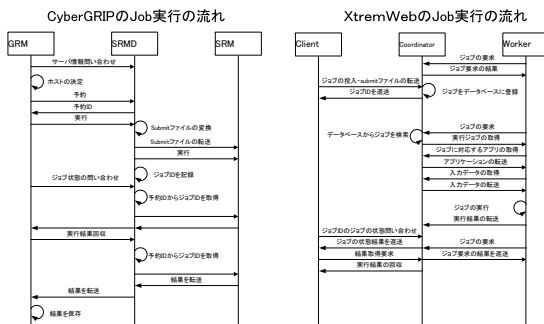 CyberGRIPのJob実行の流れ
GRM
SRMD
SRM
サーバ情報問い合わせ
ホストの決定
予約
予約ID
実行
Submitファイルの変換
Submitファイルの転送
実行
ジョブIDを記録
ジョブ状態の問い合わせ
予約IDからジョブIDを取得
実行結果回収
予約IDからジョブIDを取得
結果を転送
結果を転送
結果を保存
XtremWebのJob実行の流れ
Client
Coordinator
Worker
ジョブの要求
ジョブ要求の結果
ジョブの投入・submitファイルの転送
ジョブIDを返送
ジョブをデータベースに登録
ジョブの要求
データベースからジョブを検索
実行ジョブの取得
ジョブに対応するアプリの取得
アプリケーションの転送
入力データの取得
入力データの転送
ジョブの実行
実行結果の転送
ジョブIDのジョブの状態問い合わせ
ジョブの状態結果を返送
ジョブの要求
結果取得要求
ジョブ要求の結果を返送
実行結果の回収